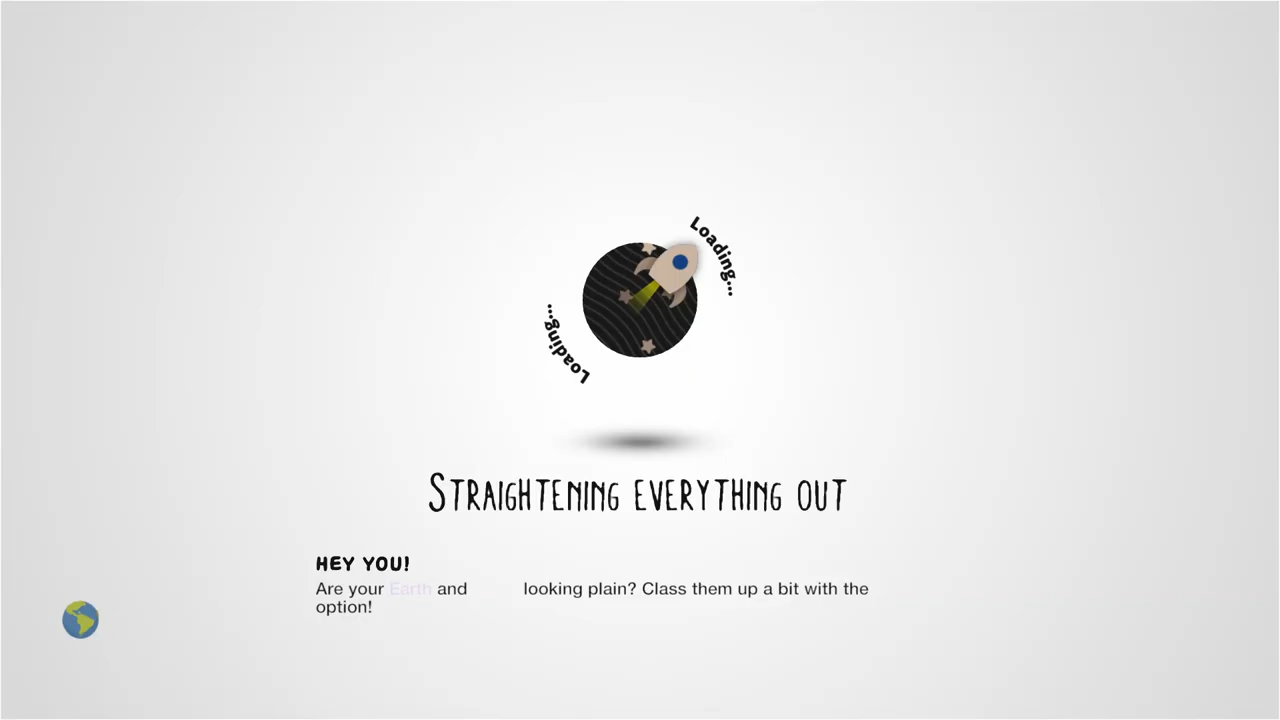 Loading...
Loading...
Straightening everything out
HEY YOU!
Are your Earth and looking plain? Class them up a bit with the
option!